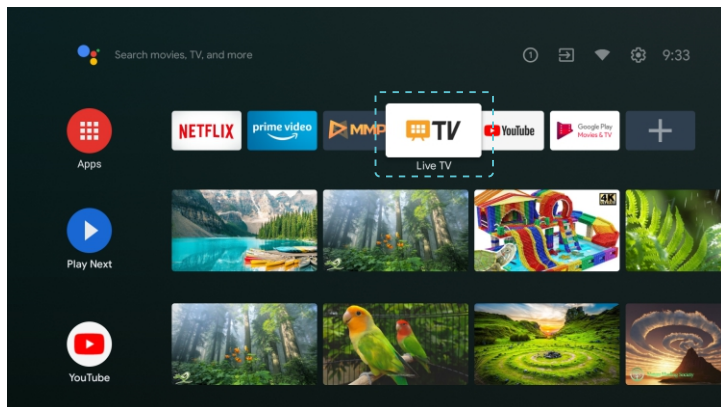 Search movies, TV, and more
1
9:33
NETFLIX
prime video
MMP
TV
YouTube
Google Play
Movies & TV
Apps
Live TV
4K
Play Next
YouTube